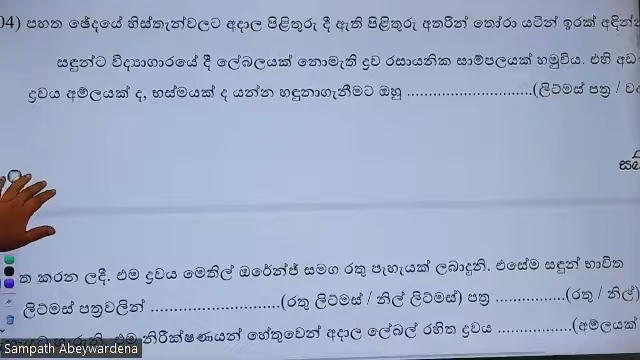 04) පහත ඡේදයේ හිස්තැන්වලට අදාල පිළිතුරු දී ඇති පිළිතුරු අතරින් තෝරා යටින් ඉරක් අඳින්න
සඳුන්ට විද්‍යාගාරයේ දී ලේබලයක් නොමැති ද්‍රව රසායනික සාම්පලයක් හමුවිය. එහි අඩ
ද්‍රවය අම්ලයක් ද, භස්මයක් ද යන්න හඳුනාගැනීමට ඔහු ..............................(ලිට්මස් පත්‍ර /
ත කරන ලදී. එම ද්‍රවය මෙතිල් ඔරේන්ජ් සමග රතු පැහැයක් ලබාදුනි. එසේම සඳුන් භාවිත
ලිට්මස් පත්‍රවලින් ..............................(රතු ලිට්මස් / නිල් ලිට්මස්) පත්‍ර ................(රතු / නිල්)
නිරීක්ෂණයන් හේතුවෙන් අදාල ලේබල් රහිත ද්‍රවය .................(අම්ලයක්
Sampath Abeywardena